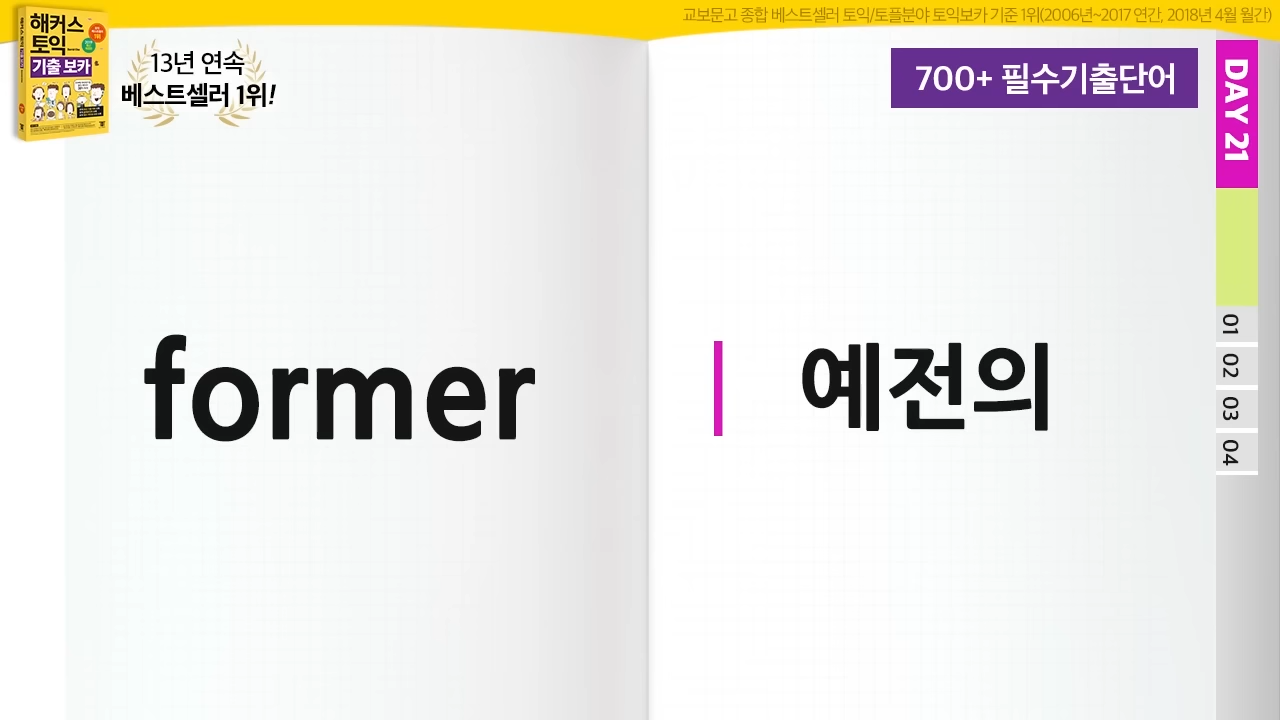 교보문고 종합 베스트셀러 토익/토플분야 토익보카 기준 1위(2006년~2017 연간, 2018년 4월 월간)
해커스
토익
기출 보카
13년 연속
베스트셀러 1위!
700+ 필수기출단어
DAY 21
01
02
03
04
former
예전의